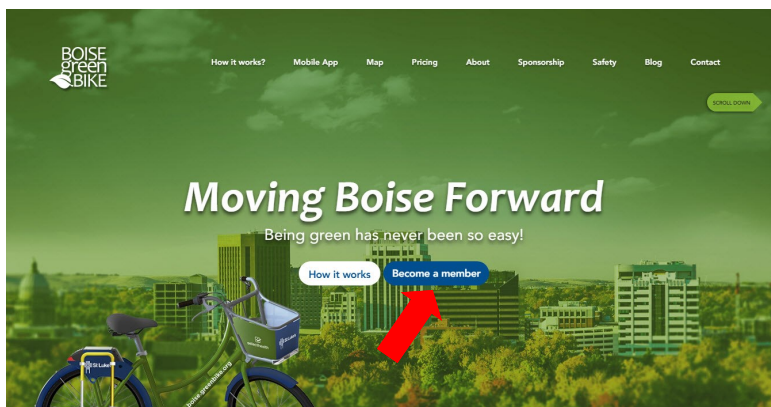 BOISE
green
BIKE
How it works?
Mobile App
Map
Pricing
About
Sponsorship
Safety
Blog
Contact
SCROLL DOWN
Moving Boise Forward
Being green has never been so easy!
How it works
Become a member
St Luke's
boise.greenbike.org